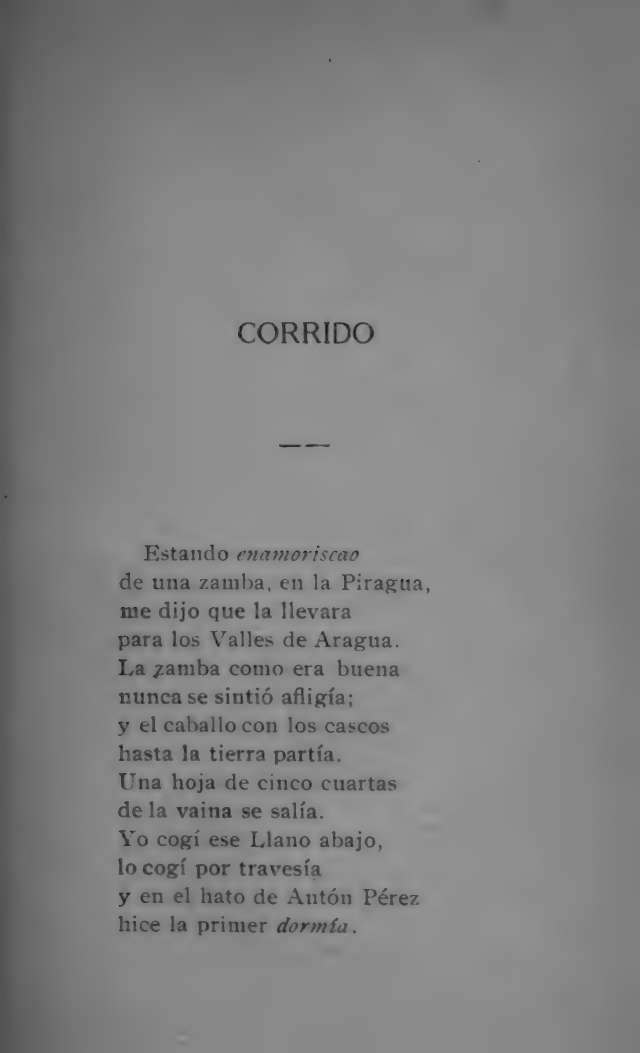 CORRIDO
Estando enamoriscao
de una zamba, en la Piragua,
me dijo que la llevara
para los Valles de Aragua.
La zamba como era buena
nunca se sintió afligía;
y el caballo con los cascos
hasta la tierra partía.
Una hoja de cinco cuartas
de la vaina se salía.
Yo cogí ese Llano abajo,
lo cogí por travesía
y en el hato de Antón Pérez
hice la primer dormía.